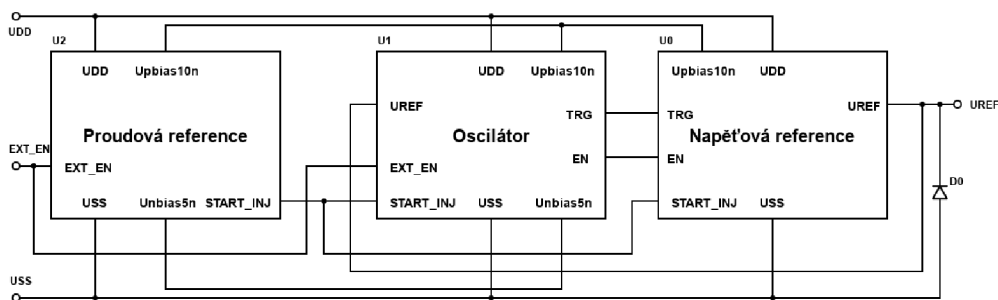 UDD
U2
U1
U0
UDD Upbias10n
UDD Upbias10n
Upbias10n UDD
UREF
UREF
UREF
TRG
TRG
Proudová reference
Oscilátor
Napěťová reference
EXT_EN
EXT_EN
EXT_EN
EN
EN
D0
USS Unbias5n START_INJ
START_INJ USS Unbias5n
START_INJ USS
USS